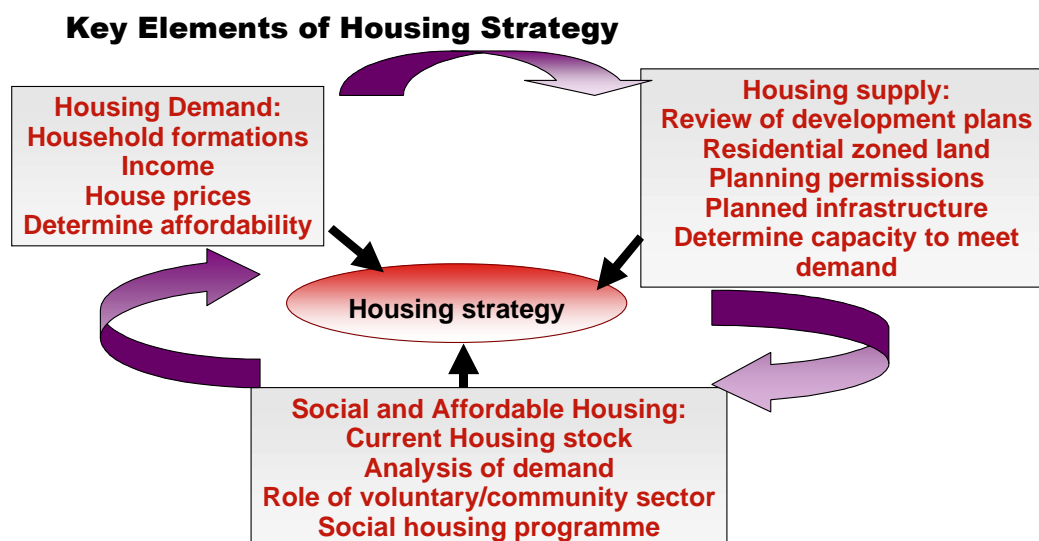 Key Elements of Housing Strategy
Housing Demand:
Household formations
Income
House prices
Determine affordability
Housing supply:
Review of development plans
Residential zoned land
Planning permissions
Planned infrastructure
Determine capacity to meet
demand
Housing strategy
Social and Affordable Housing:
Current Housing stock
Analysis of demand
Role of voluntary/community sector
Social housing programme